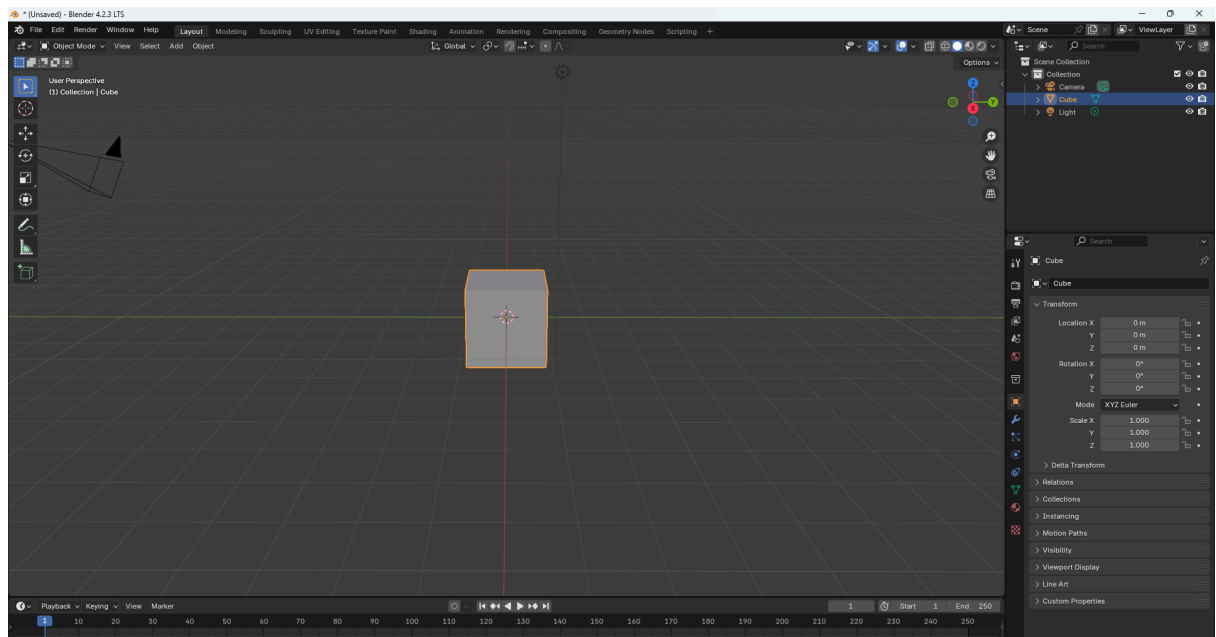 * (Unsaved) - Blender 4.2.3 LTS
File Edit Render Window Help Layout Modeling Sculpting UV Editing Texture Paint Shading Animation Rendering Compositing Geometry Nodes Scripting + Scene ViewLayer
Object Mode View Select Add Object Global Search
Options
User Perspective
(1) Collection | Cube
Z
Y
X
Scene Collection
Collection
Camera
Cube
Light
Search
Cube
Cube
Transform
Location X 0 m
Y 0 m
Z 0 m
Rotation X 0°
Y 0°
Z 0°
Mode XYZ Euler
Scale X 1.000
Y 1.000
Z 1.000
Delta Transform
Relations
Collections
Instancing
Motion Paths
Visibility
Viewport Display
Line Art
Custom Properties
Playback Keying View Marker 1 Start 1 End 250
1 10 20 30 40 50 60 70 80 90 100 110 120 130 140 150 160 170 180 190 200 210 220 230 240 250